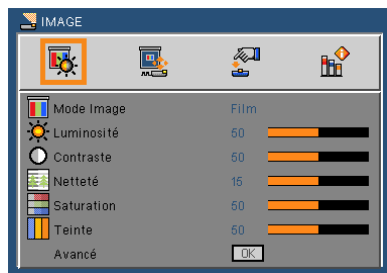 IMAGE
Mode Image Film
Luminosité 50
Contraste 50
Netteté 15
Saturation 50
Teinte 50
Avancé OK